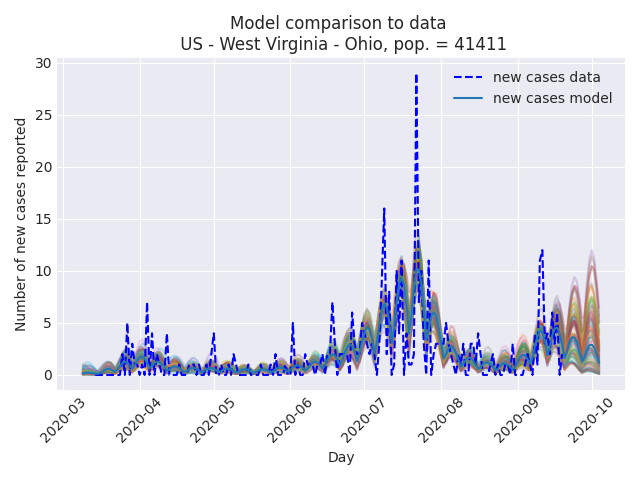 Model comparison to data
US - West Virginia - Ohio, pop. = 41411
new cases data
new cases model
Number of new cases reported
30
25
20
15
10
5
0
2020-03
2020-04
2020-05
2020-06
2020-07
2020-08
2020-09
2020-10
Day